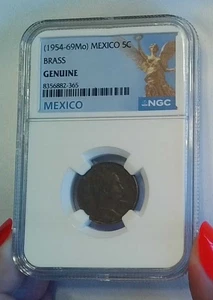 (1954-69Mo) MEXICO 5C
BRASS
GENUINE
8356882-365
MEXICO
NGC